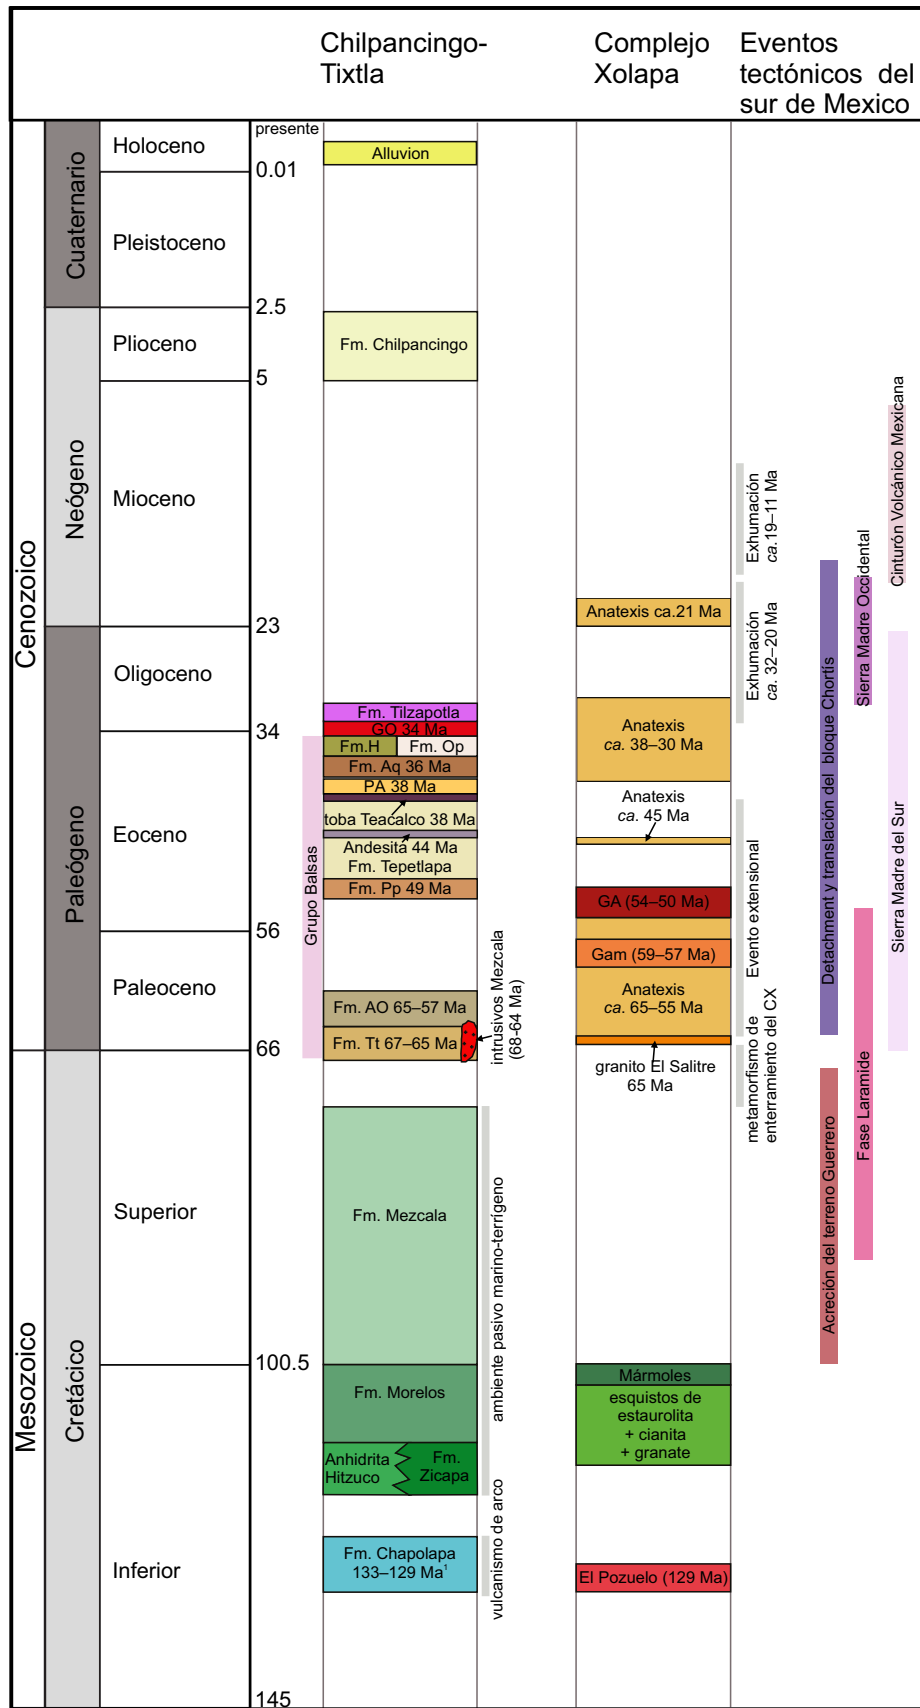 Chilpancingo-
Tixtla
Complejo
Xolapa
Eventos
tectónicos del
sur de Mexico
Cenozoico
Mesozoico
Cuaternario
Neógeno
Paleógeno
Cretácico
Holoceno
Pleistoceno
Plioceno
Mioceno
Oligoceno
Eoceno
Paleoceno
Superior
Inferior
presente
0.01
2.5
5
23
34
56
66
100.5
145
Alluvion
Fm. Chilpancingo
Fm. Tilzapotla
GO 34 Ma
Fm.H
Fm. Op
Fm. Aq 36 Ma
PA 38 Ma
toba Teacalco 38 Ma
Andesita 44 Ma
Fm. Tepetlapa
Fm. Pp 49 Ma
Fm. AO 65–57 Ma
Fm. Tt 67–65 Ma
Grupo Balsas
intrusivos Mezcala
(68-64 Ma)
Fm. Mezcala
Fm. Morelos
Anhidrita
Hitzuco
Fm.
Zicapa
Fm. Chapolapa
133–129 Ma¹
ambiente pasivo marino-terrígeno
vulcanismo de arco
Anatexis ca.21 Ma
Anatexis
ca. 38–30 Ma
Anatexis
ca. 45 Ma
GA (54–50 Ma)
Gam (59–57 Ma)
Anatexis
ca. 65–55 Ma
granito El Salitre
65 Ma
Mármoles
esquistos de
estaurolita
+ cianita
+ granate
El Pozuelo (129 Ma)
Exhumación
ca.19–11 Ma
Exhumación
ca. 32–20 Ma
Evento extensional
metamorfismo de
enterramiento del CX
Detachment y translación del bloque Chortís
Acreción del terreno Guerrero
Sierra Madre Occidental
Fase Laramide
Cinturón Volcánico Mexicana
Sierra Madre del Sur